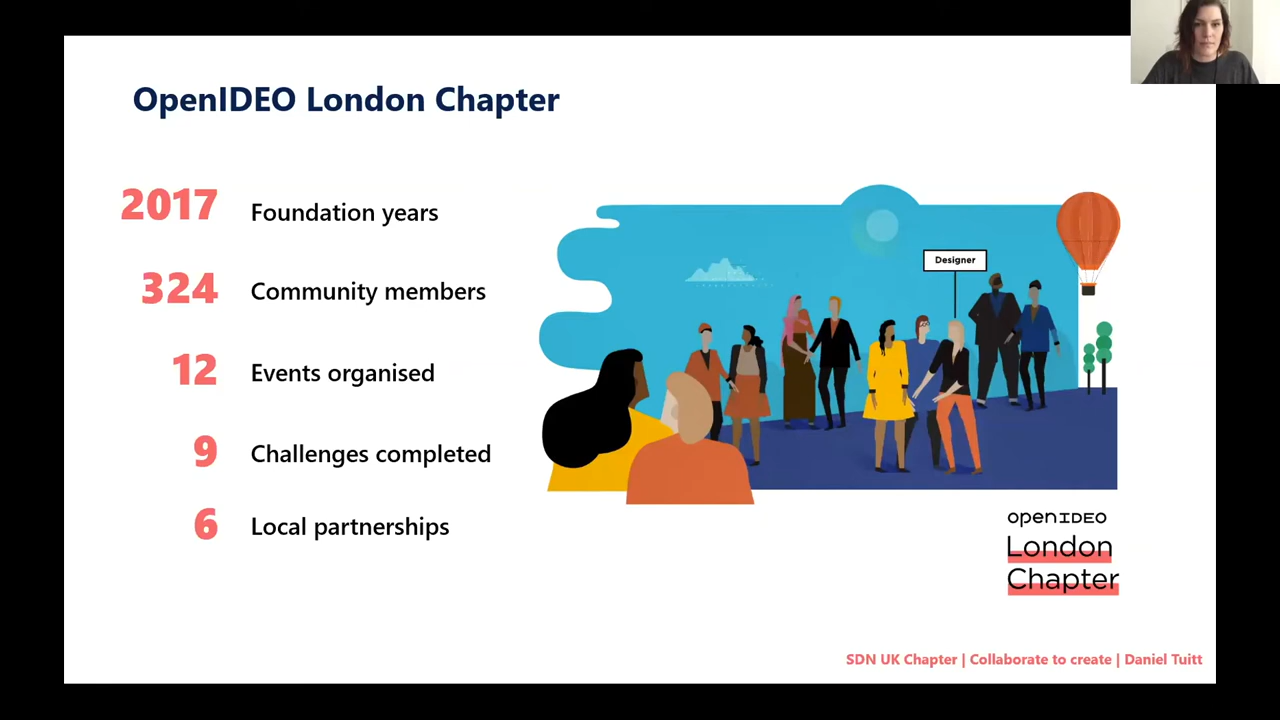 OpenIDEO London Chapter
2017 Foundation years
324 Community members
12 Events organised
9 Challenges completed
6 Local partnerships
Designer
openIDEO
London
Chapter
SDN UK Chapter | Collaborate to create | Daniel Tuitt